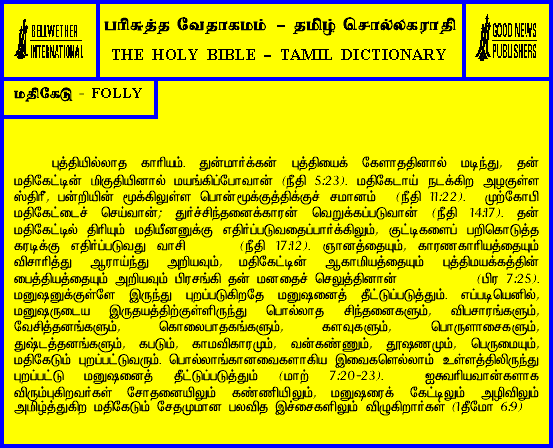 BELLWETHER
INTERNATIONAL
பரிசுத்த வேதாகமம் – தமிழ் சொல்லகராதி
THE HOLY BIBLE – TAMIL DICTIONARY
GOOD NEWS
PUBLISHERS
மதிகேடு - FOLLY
புத்தியில்லாத காரியம். துன்மார்க்கன் புத்தியைக் கேளாததினால் மடிந்து, தன்
மதிகேட்டின் மிகுதியினால் மயங்கிப்போவான் (நீதி 5:23). மதிகேடாய் நடக்கிற அழகுள்ள
ஸ்திரீ, பன்றியின் மூக்கிலுள்ள பொன்மூக்குத்திக்குச் சமானம் (நீதி 11:22). முற்கோபி
மதிகேட்டைச் செய்வான்; துர்ச்சிந்தனைக்காரன் வெறுக்கப்படுவான் (நீதி 14:17). தன்
மதிகேட்டில் திரியும் மதியீனனுக்கு எதிர்ப்படுவதைப்பார்க்கிலும், குட்டிகளைப் பறிகொடுத்த
கரடிக்கு எதிர்ப்படுவது வாசி (நீதி 17:12). ஞானத்தையும், காரணகாரியத்தையும்
விசாரித்து ஆராய்ந்து அறியவும், மதிகேட்டின் ஆகாமியத்தையும் புத்திமயக்கத்தின்
பைத்தியத்தையும் அறியவும் பிரசங்கி தன் மனதைச் செலுத்தினான் (பிர 7:25).
மனுஷனுக்குள்ளே இருந்து புறப்படுகிறதே மனுஷனைத் தீட்டுப்படுத்தும். எப்படியெனில்,
மனுஷருடைய இருதயத்திற்குள்ளிருந்து பொல்லாத சிந்தனைகளும், விபசாரங்களும்,
வேசித்தனங்களும், கொலைபாதகங்களும், களவுகளும், பொருளாசைகளும்,
துஷ்டத்தனங்களும், கபடும், காமவிகாரமும், வன்கண்ணும், தூஷணமும், பெருமையும்,
மதிகேடும் புறப்பட்டுவரும். பொல்லாங்கானவைகளாகிய இவைகளெல்லாம் உள்ளத்திலிருந்து
புறப்பட்டு மனுஷனைத் தீட்டுப்படுத்தும் (மாற் 7:20-23). ஐசுவரியவான்களாக
விரும்புகிறவர்கள் சோதனையிலும் கண்ணியிலும், மனுஷரைக் கேட்டிலும் அழிவிலும்
அமிழ்த்துகிற மதிகேடும் சேதமுமான பலவித இச்சைகளிலும் விழுகிறார்கள் (1தீமோ 6:9)